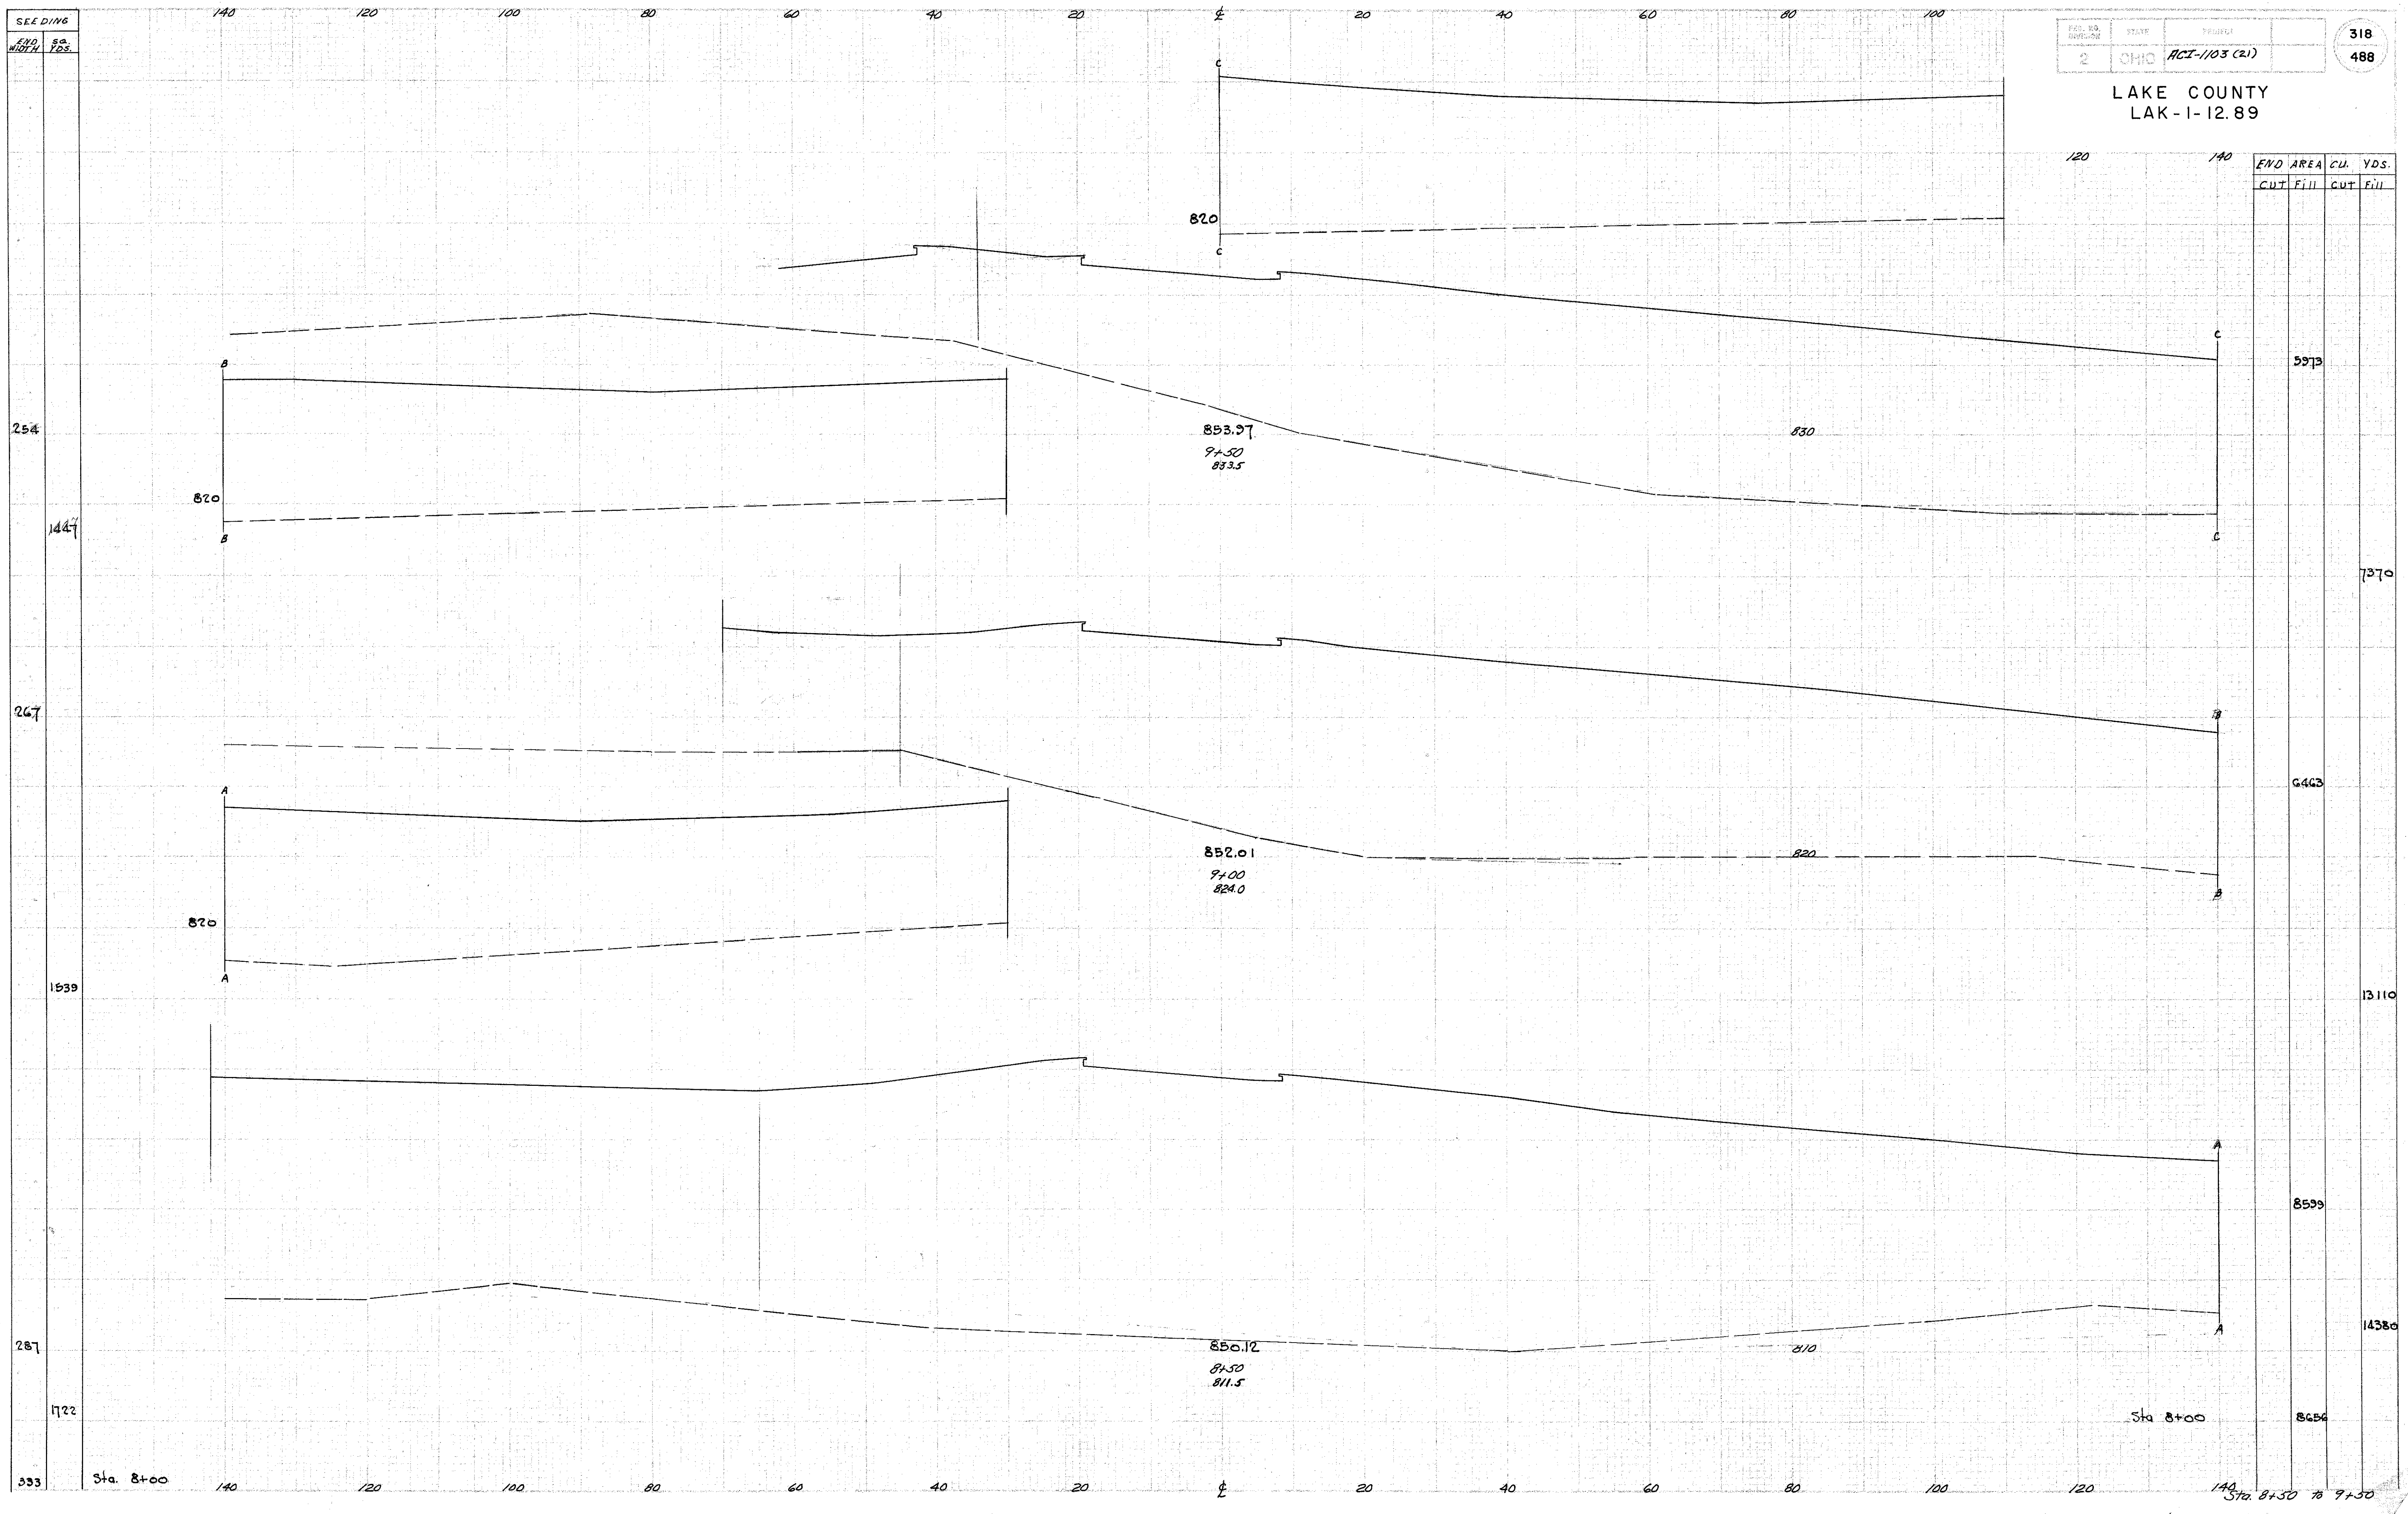 SEEDING
END WIDTH SQ. YDS.
140 120 100 80 60 40 20 ℄ 20 40 60 80 100
FED. RD. DIVISION STATE PROJECT
2 OHIO ACI-1103 (21)
318
488
LAKE COUNTY
LAK-1-12.89
120 140
END AREA CU. YDS.
CUT Fill CUT Fill
C
820
C
C
B
5973
254
853.97
830
9+50
833.5
820
1447
B
C
7370
267
B
A
6463
852.01
820
9+00
824.0
B
820
A
1539
13110
A
8599
A
14380
287
850.12
810
8+50
811.5
1722
Sta 8+00
8656
333
Sta. 8+00
140 120 100 80 60 40 20 ℄ 20 40 60 80 100 120 140
Sta. 8+50 to 9+50